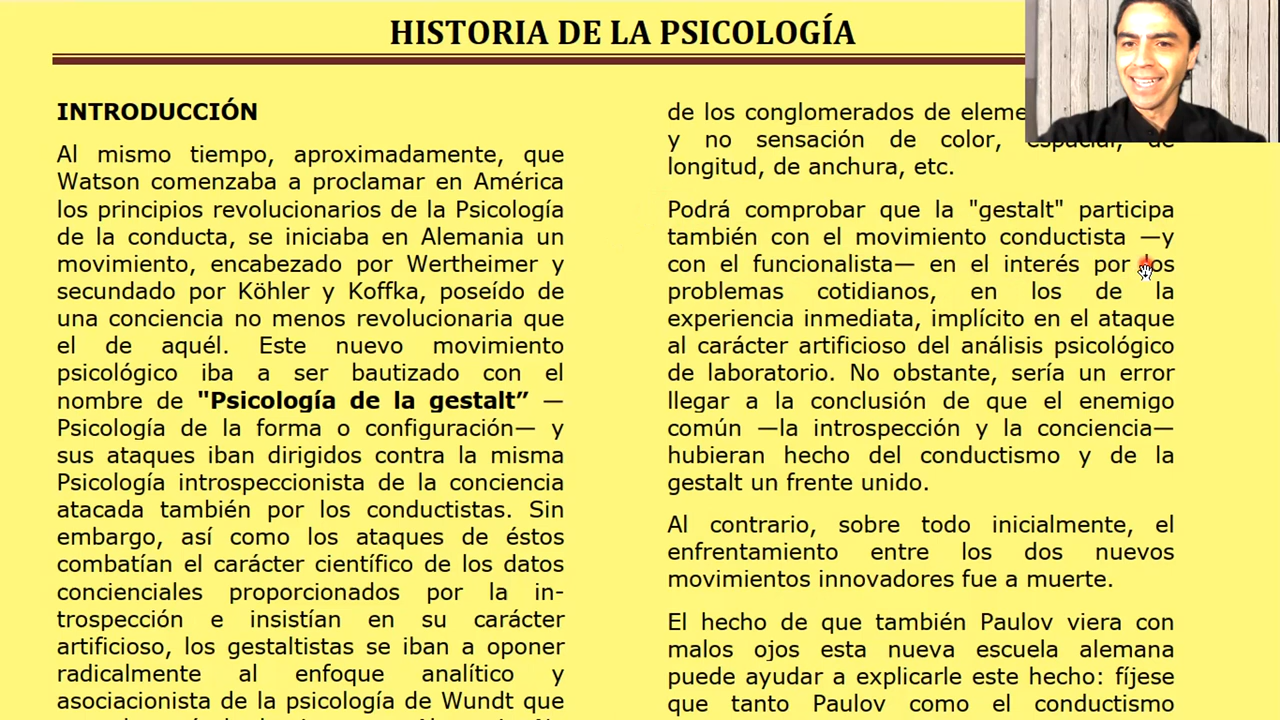 HISTORIA DE LA PSICOLOGÍA
INTRODUCCIÓN
Al mismo tiempo, aproximadamente, que
Watson comenzaba a proclamar en América
los principios revolucionarios de la Psicología
de la conducta, se iniciaba en Alemania un
movimiento, encabezado por Wertheimer y
secundado por Köhler y Koffka, poseído de
una conciencia no menos revolucionaria que
el de aquél. Este nuevo movimiento
psicológico iba a ser bautizado con el
nombre de "Psicología de la gestalt” —
Psicología de la forma o configuración— y
sus ataques iban dirigidos contra la misma
Psicología introspeccionista de la conciencia
atacada también por los conductistas. Sin
embargo, así como los ataques de éstos
combatían el carácter científico de los datos
concienciales proporcionados por la in-
trospección e insistían en su carácter
artificioso, los gestaltistas se iban a oponer
radicalmente al enfoque analítico y
asociacionista de la psicología de Wundt que
de los conglomerados de eleme
y no sensación de color, espacial, de
longitud, de anchura, etc.
Podrá comprobar que la "gestalt" participa
también con el movimiento conductista —y
con el funcionalista— en el interés por los
problemas cotidianos, en los de la
experiencia inmediata, implícito en el ataque
al carácter artificioso del análisis psicológico
de laboratorio. No obstante, sería un error
llegar a la conclusión de que el enemigo
común —la introspección y la conciencia—
hubieran hecho del conductismo y de la
gestalt un frente unido.
Al contrario, sobre todo inicialmente, el
enfrentamiento entre los dos nuevos
movimientos innovadores fue a muerte.
El hecho de que también Paulov viera con
malos ojos esta nueva escuela alemana
puede ayudar a explicarle este hecho: fíjese
que tanto Paulov como el conductismo